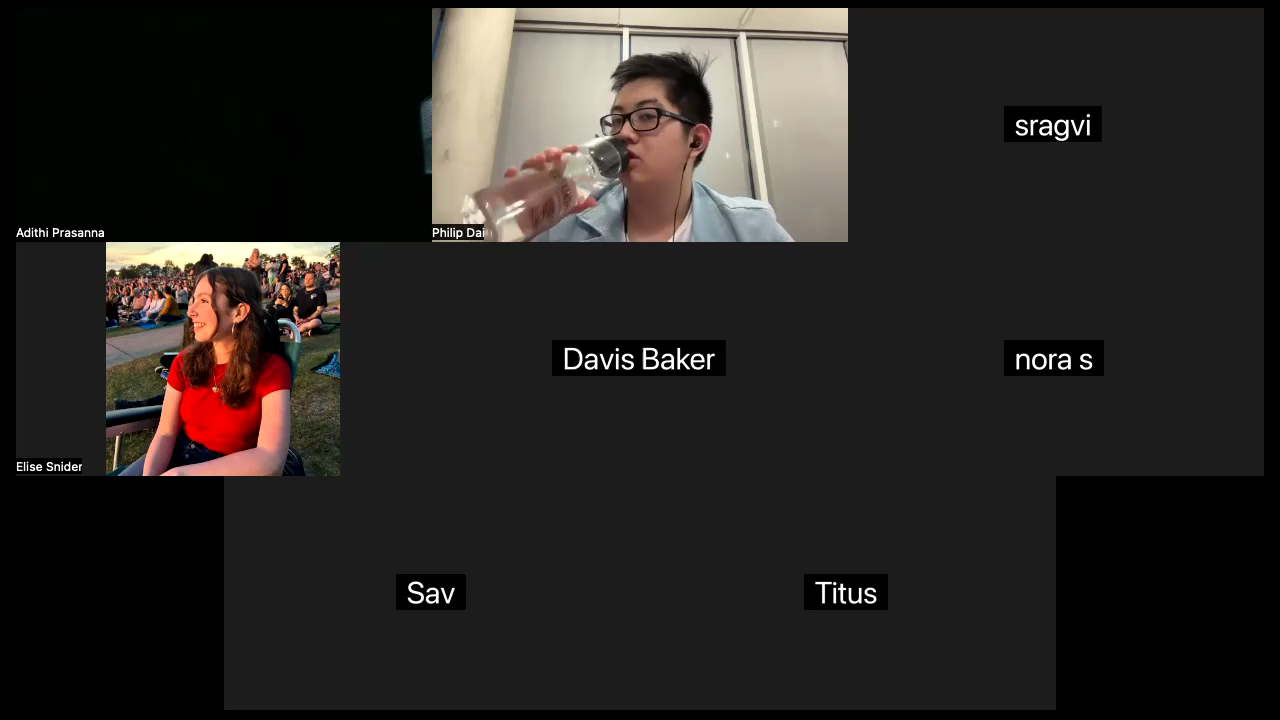 Adithi Prasanna
Philip Dai
sragvi
Elise Snider
Davis Baker
nora s
Sav
Titus